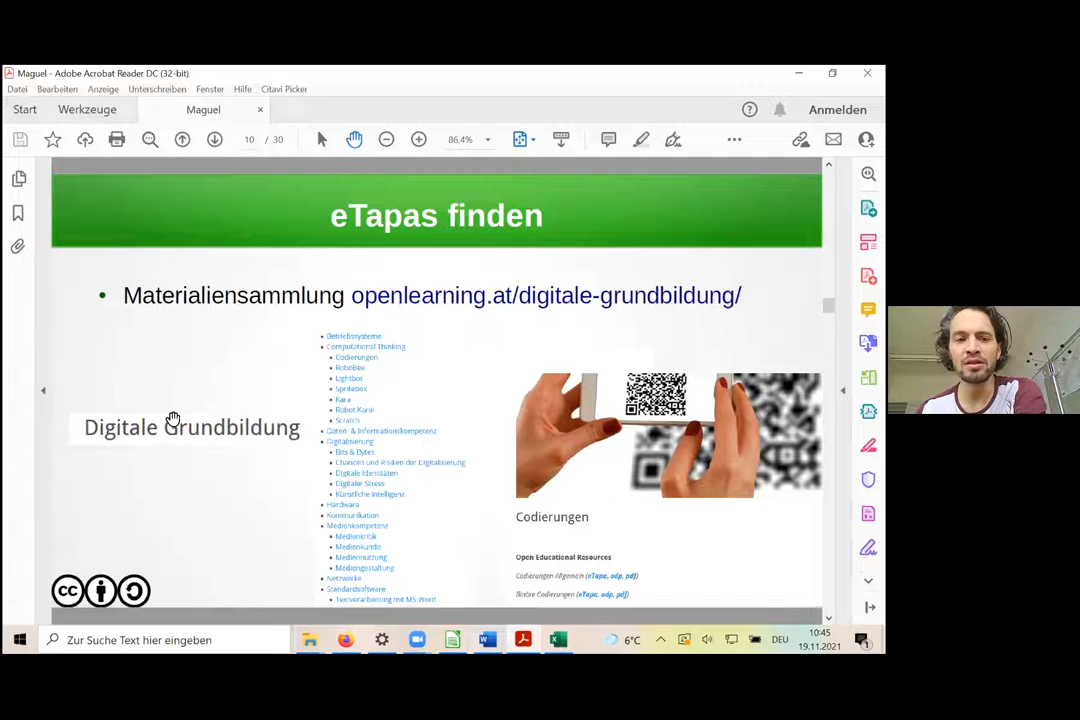 Maguel - Adobe Acrobat Reader DC (32-bit)
Datei Bearbeiten Anzeige Unterschreiben Fenster Hilfe Citavi Picker
Start Werkzeuge Maguel × Anmelden
10 / 30 86,4%
eTapas finden
• Materialiensammlung openlearning.at/digitale-grundbildung/
Digitale Grundbildung
Betriebssysteme
Computational Thinking
Codierungen
RoboBee
Lightbot
Spritebox
Kara
Robot Karol
Scratch
Daten- & Informationskompetenz
Digitalisierung
Bits & Bytes
Chancen und Risiken der Digitalisierung
Digitale Identitäten
Digitaler Stress
Künstliche Intelligenz
Hardware
Kommunikation
Medienkompetenz
Medienkritik
Medienkunde
Mediennutzung
Mediengestaltung
Netzwerke
Standardsoftware
Textverarbeitung mit MS Word
Codierungen
Open Educational Resources
Codierungen Allgemein (eTapa, odp, pdf)
Binäre Codierungen (eTapa, odp, pdf)
cc
Zur Suche Text hier eingeben
6°C
DEU
10:45
19.11.2021